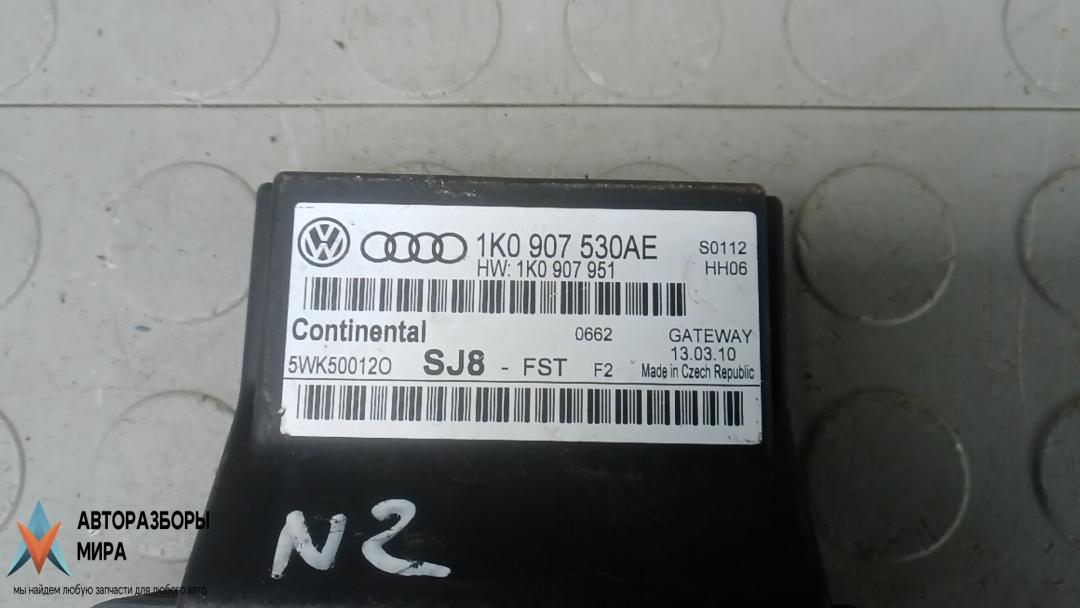 1K0 907 530AE
S0112
HW: 1K0 907 951
HH06
Continental
0662
GATEWAY
13.03.10
5WK50012O
SJ8 - FST
F2
Made in Czech Republic
N2
АВТОРАЗБОРЫ
МИРА
мы найдем любую запчасти для любого авто